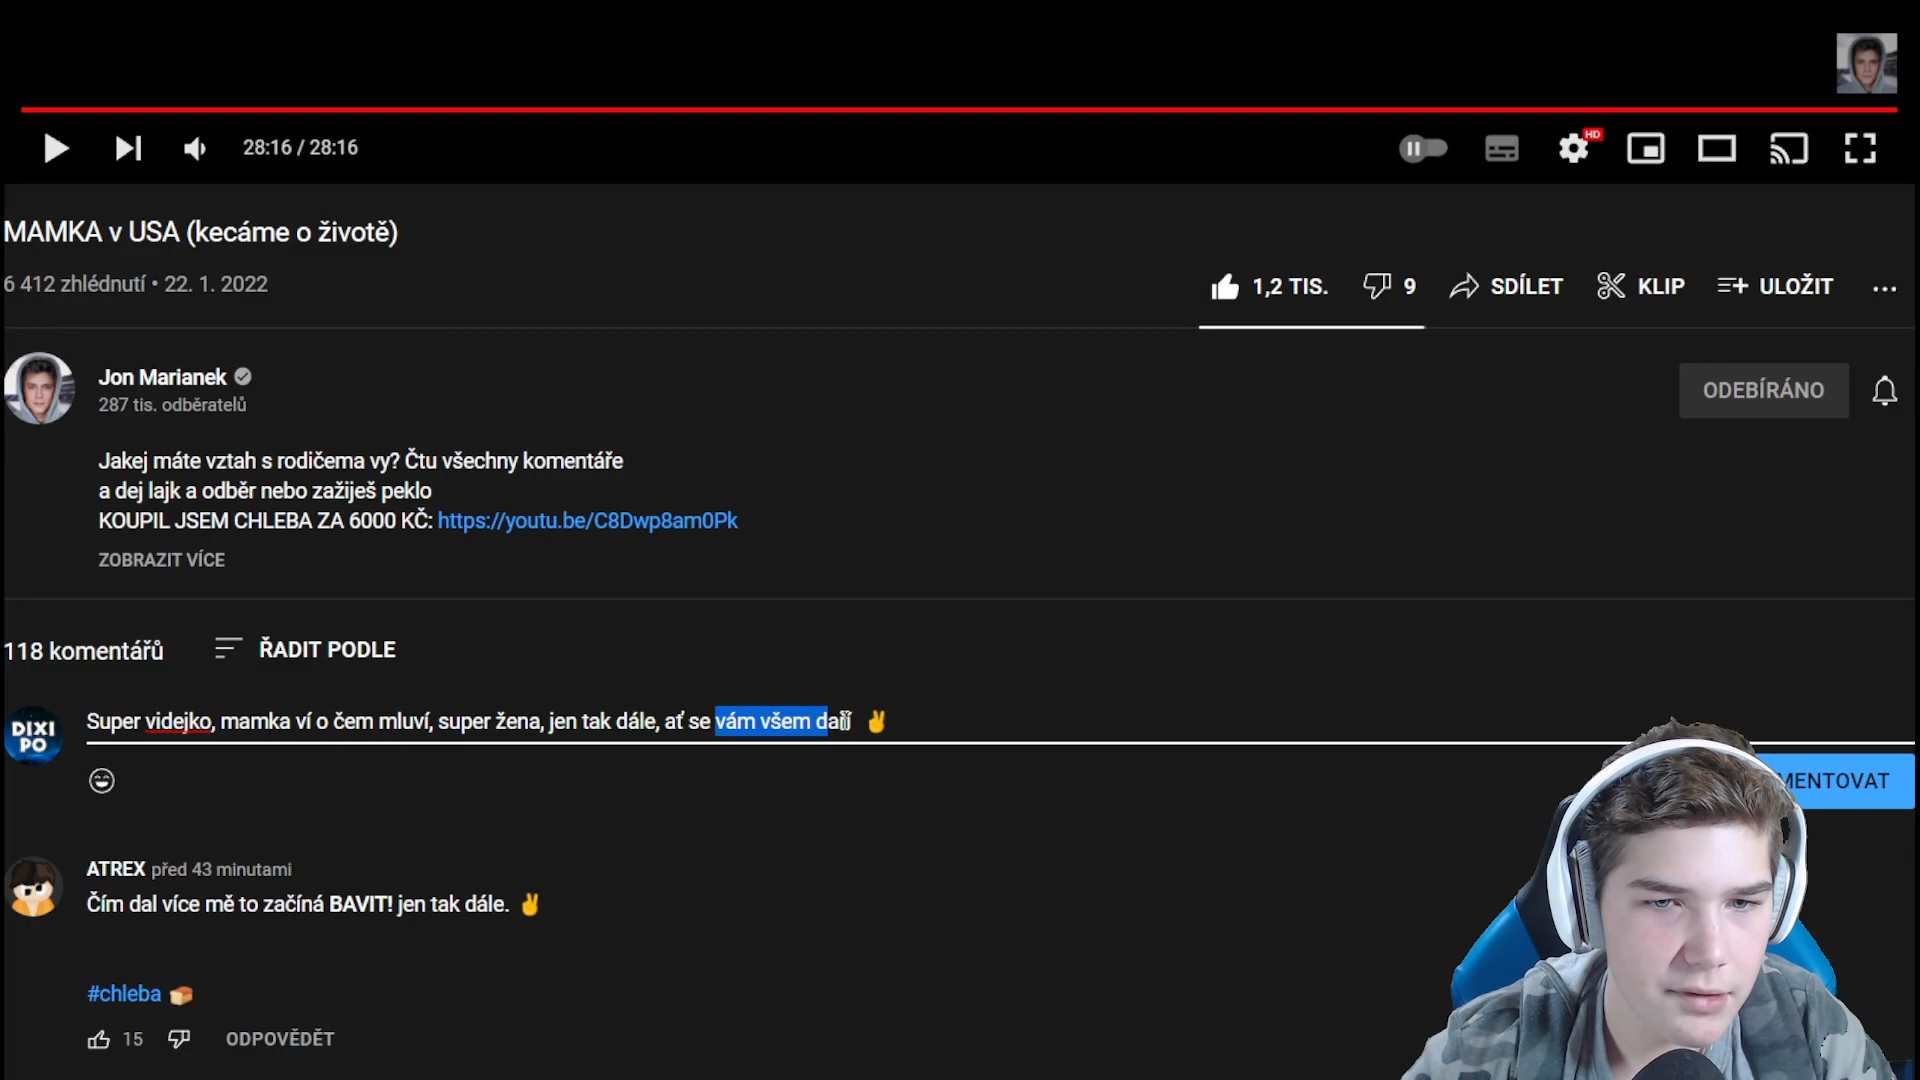 28:16 / 28:16
HD
MAMKA v USA (kecáme o životě)
6 412 zhlédnutí • 22. 1. 2022
1,2 TIS.
9
SDÍLET
KLIP
ULOŽIT
Jon Marianek
287 tis. odběratelů
ODEBÍRÁNO
Jakej máte vztah s rodičema vy? Čtu všechny komentáře
a dej lajk a odběr nebo zažiješ peklo
KOUPIL JSEM CHLEBA ZA 6000 KČ: https://youtu.be/C8Dwp8am0Pk
ZOBRAZIT VÍCE
118 komentářů
ŘADIT PODLE
DIXI
PO
Super videjko, mamka ví o čem mluví, super žena, jen tak dále, ať se vám všem daří ✌
MENTOVAT
ATREX před 43 minutami
Čím dal více mě to začíná BAVIT! jen tak dále. ✌
#chleba 🍞
15
ODPOVĚDĚT